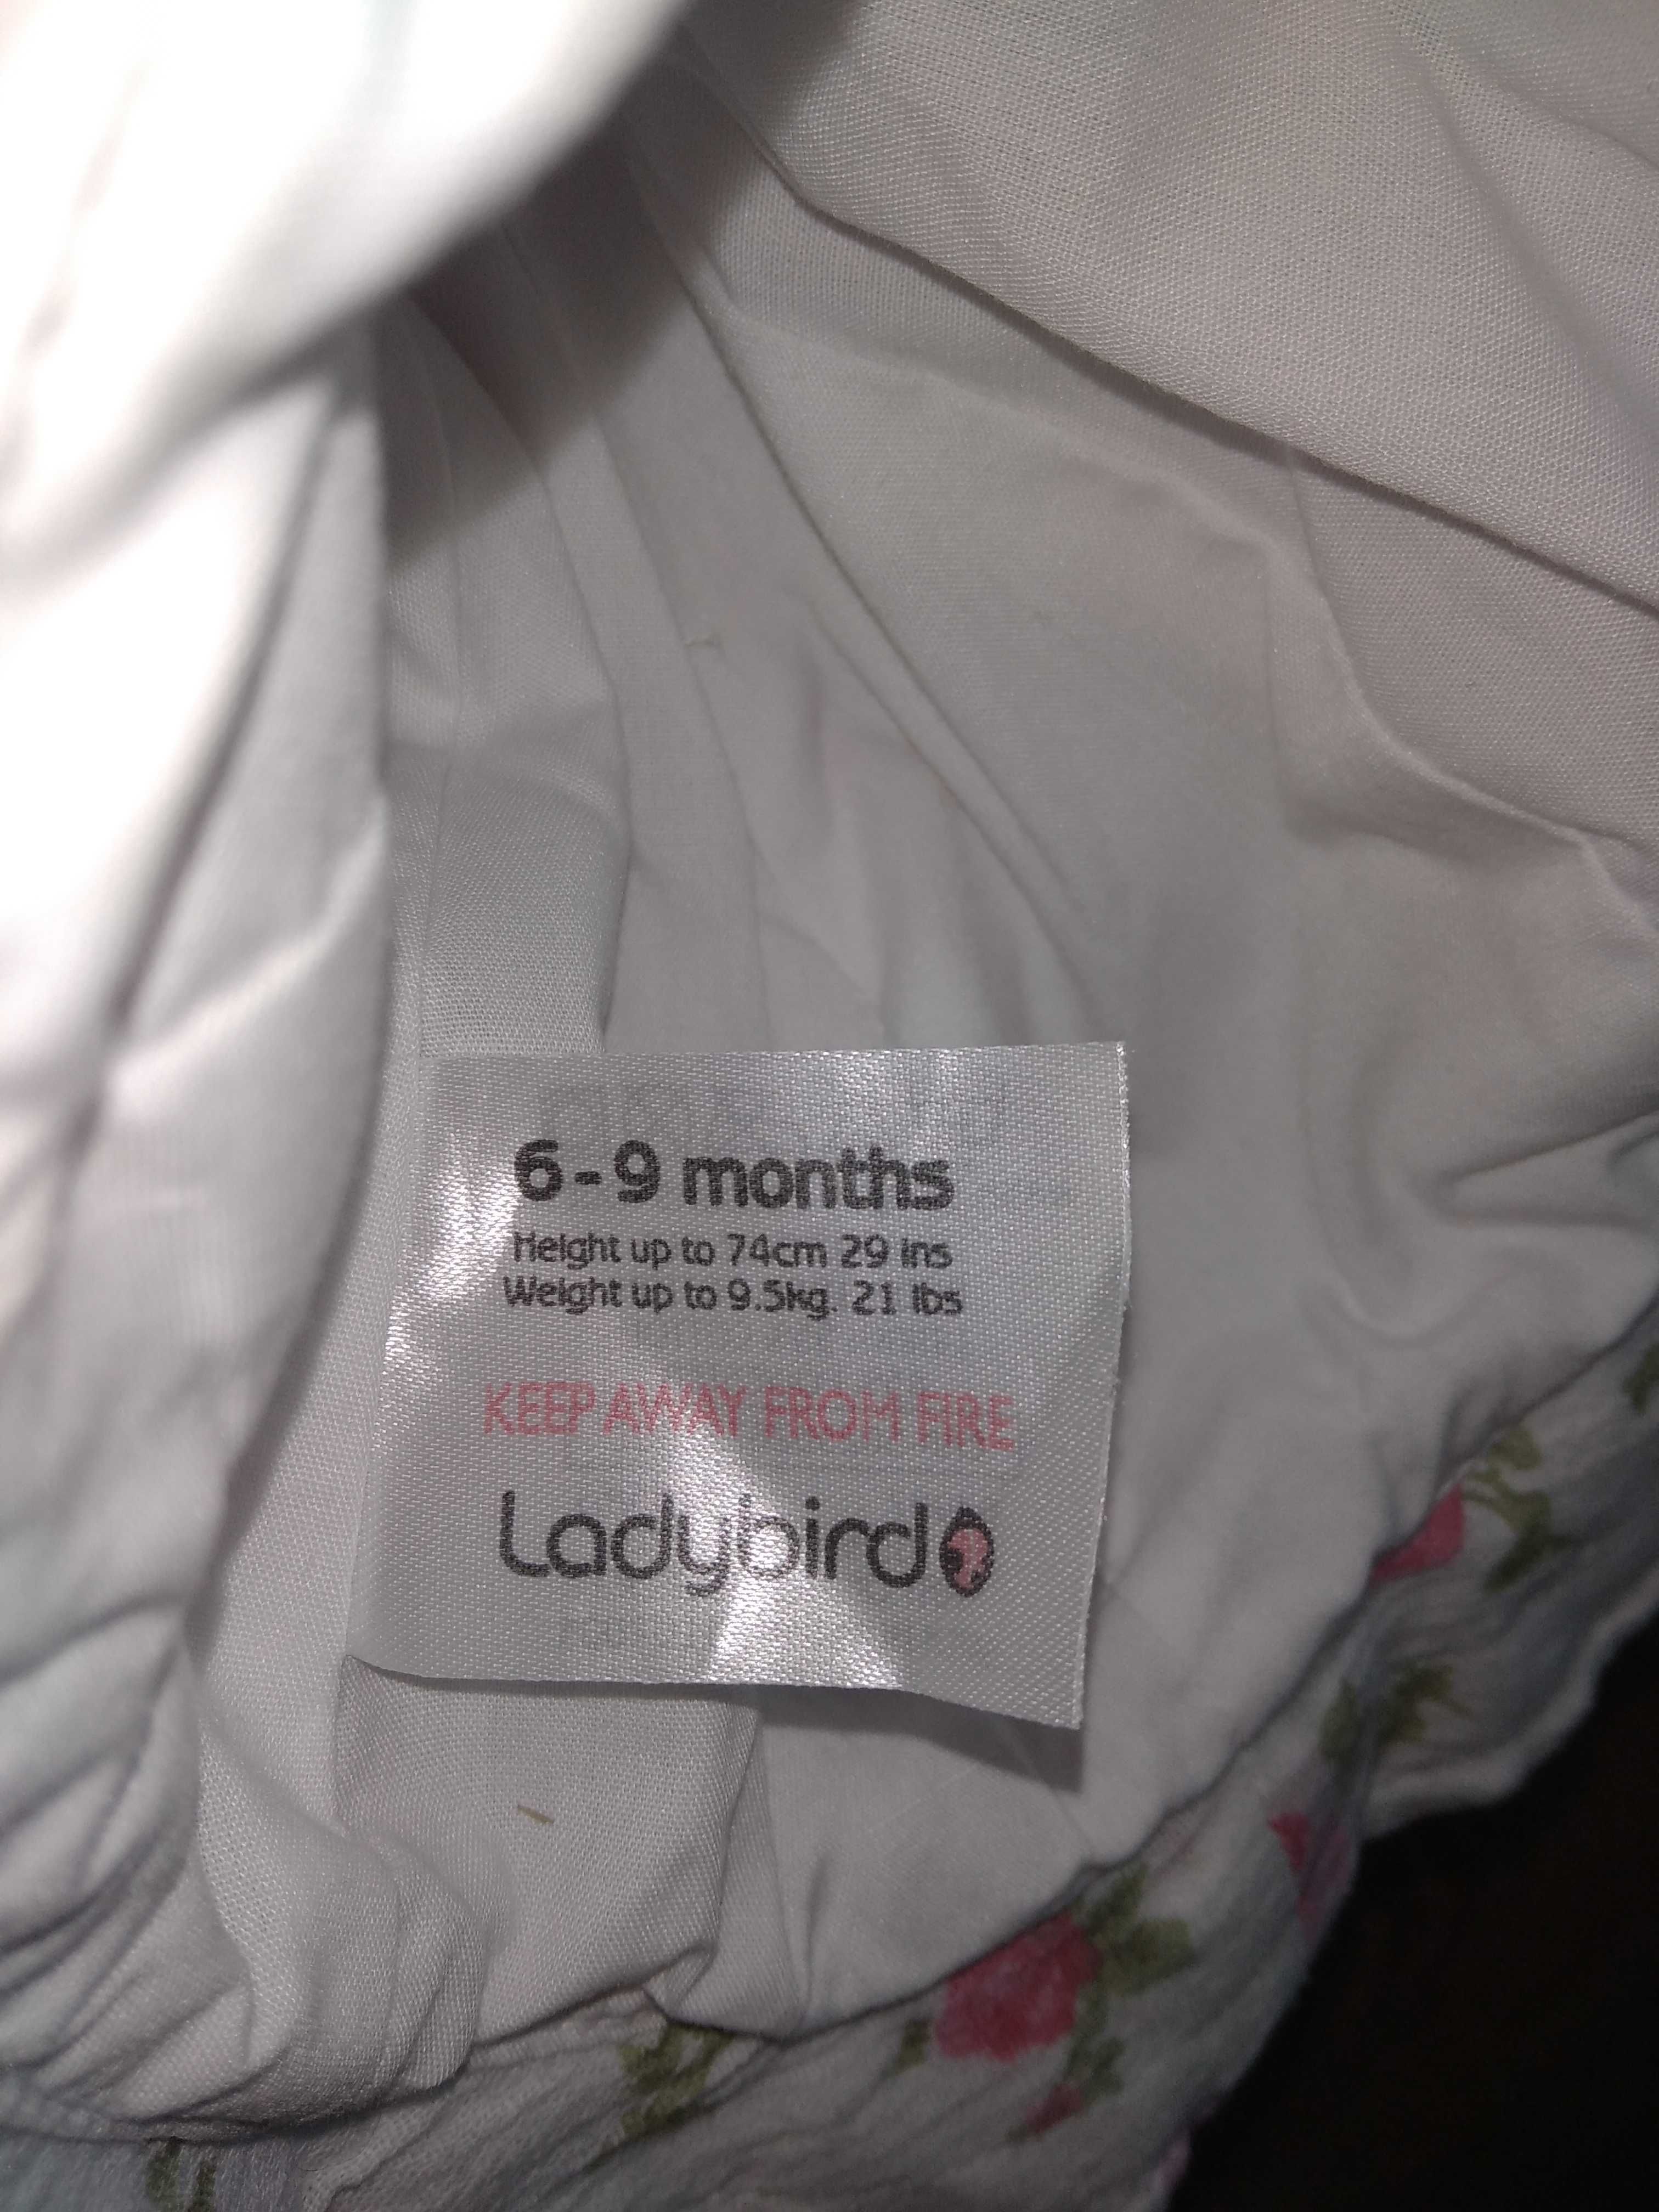 6-9 months
Height up to 74cm 29 ins
Weight up to 9.5kg. 21 lbs
KEEP AWAY FROM FIRE
Ladybird